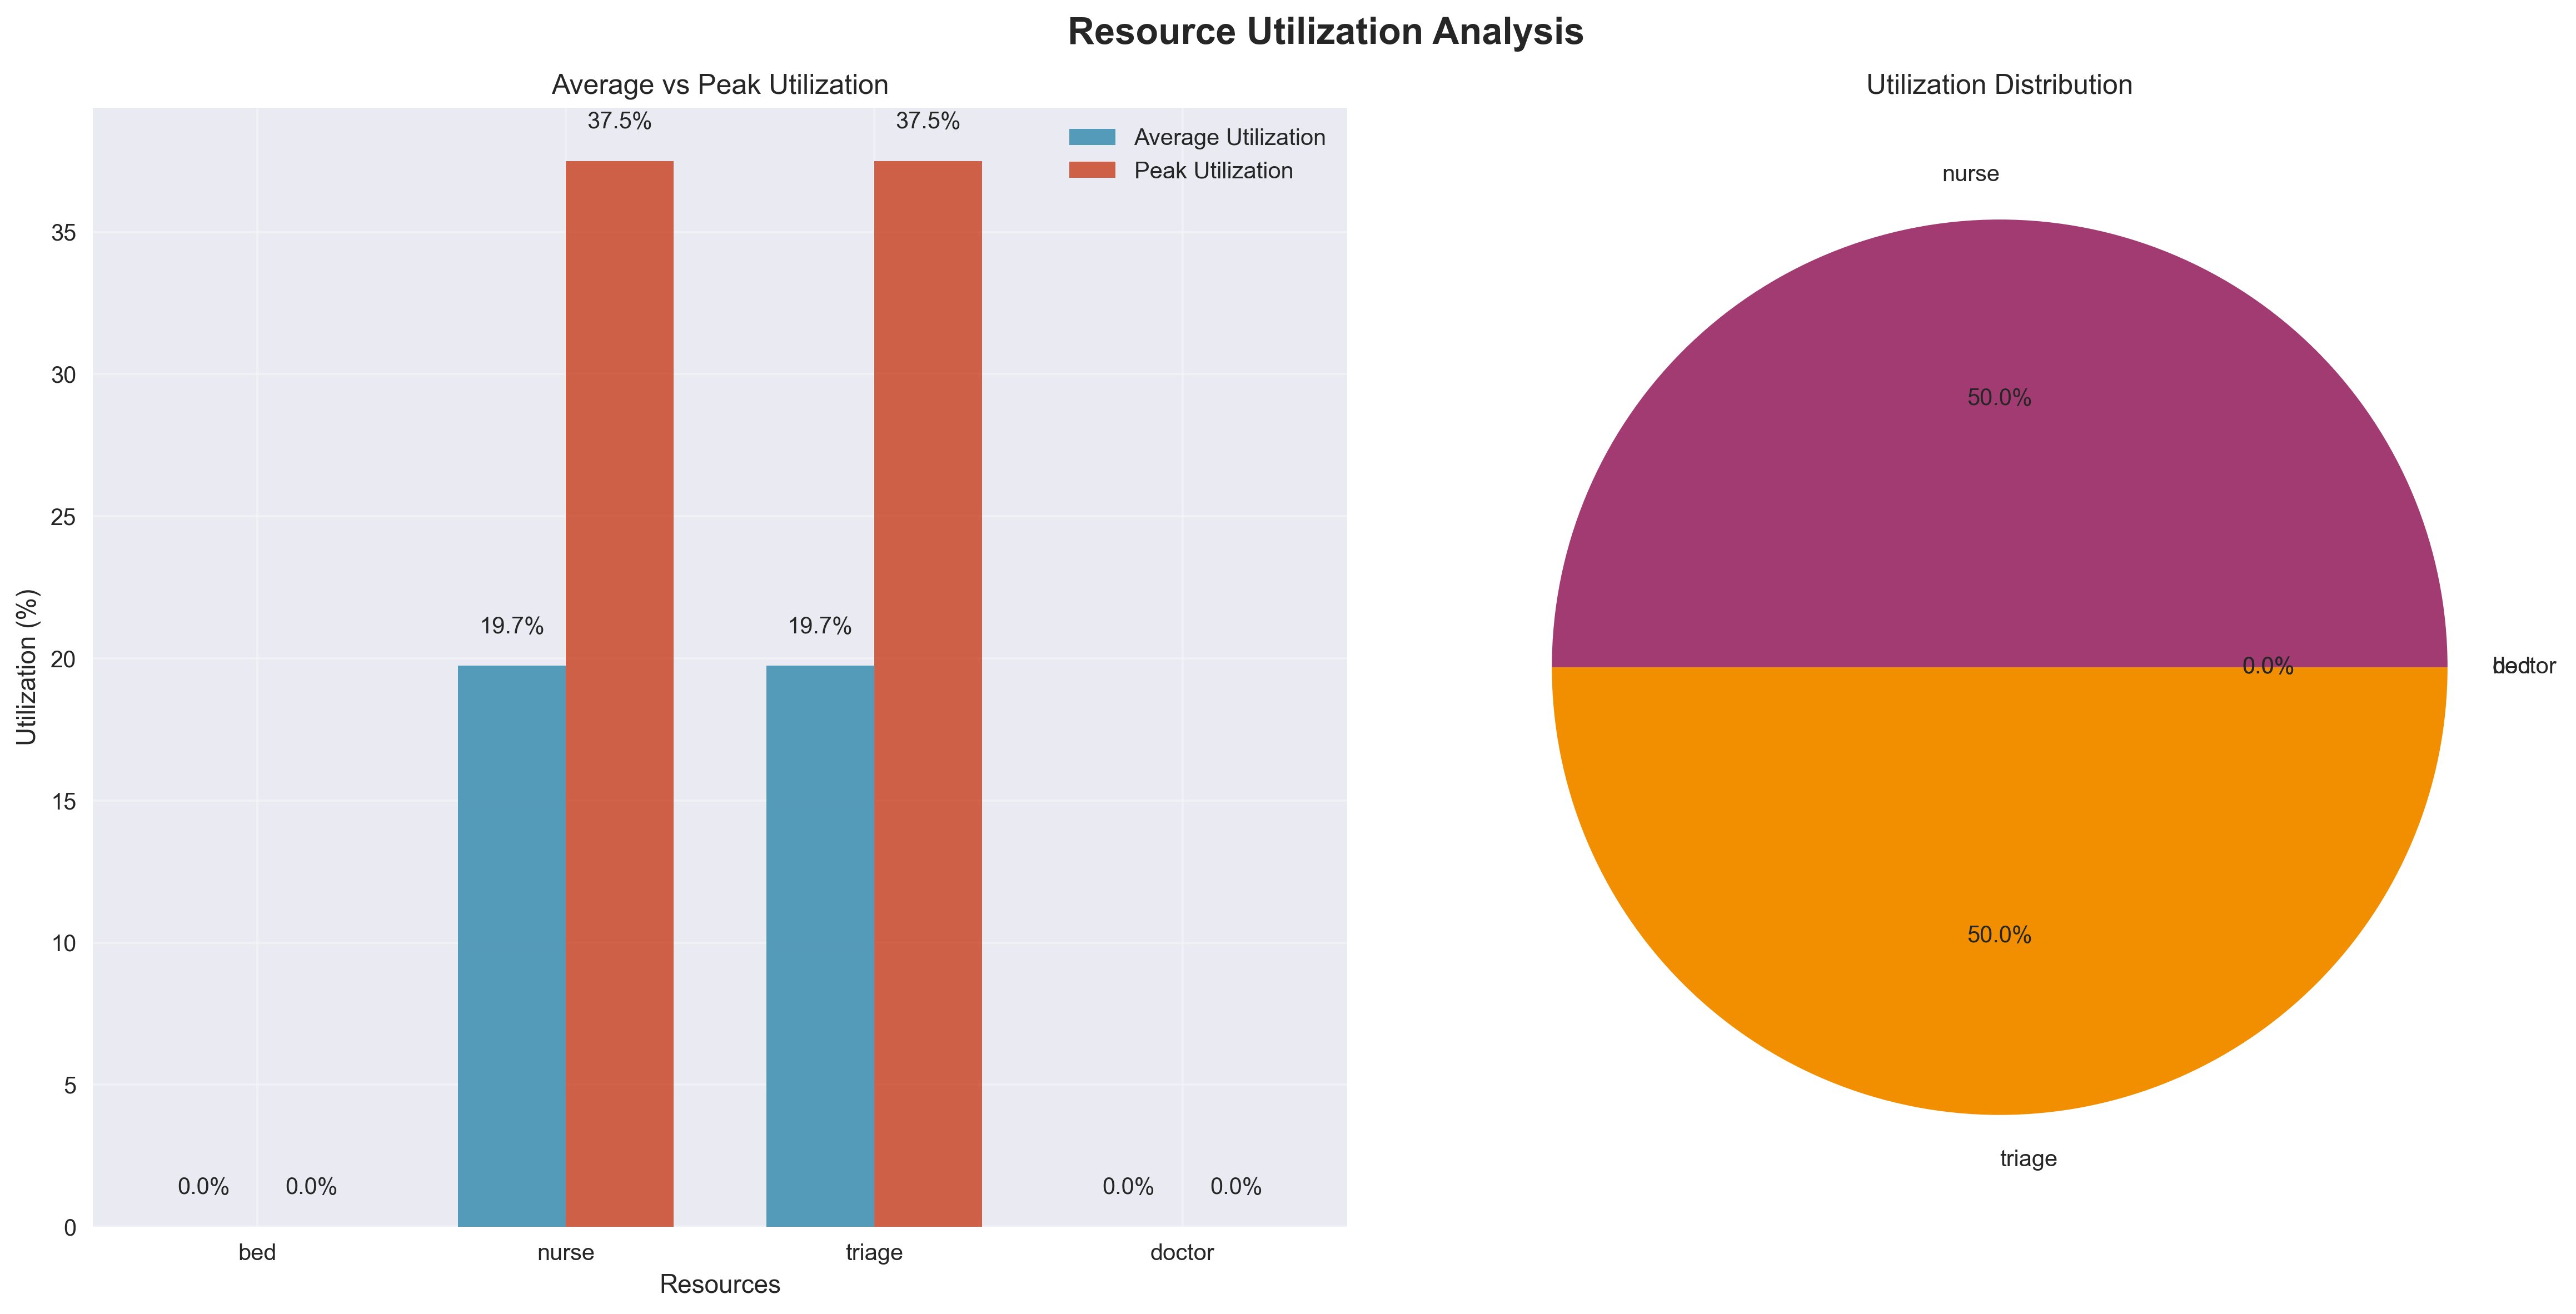 Resource Utilization Analysis
Average vs Peak Utilization
37.5% 37.5%
Average Utilization
Peak Utilization
35
30
25
20
15
10
5
0
Utilization (%)
19.7% 19.7%
0.0% 0.0% 0.0% 0.0%
bed nurse triage doctor
Resources
Utilization Distribution
nurse
50.0%
0.0%
bed
doctor
50.0%
triage